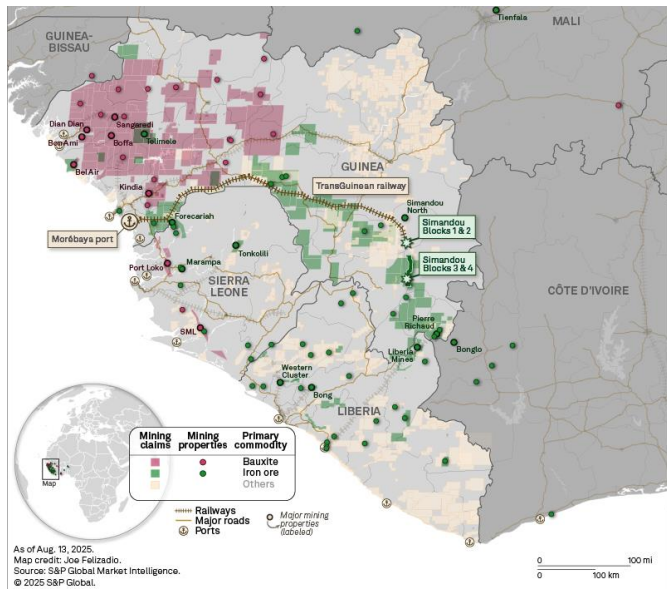 Tienfala
MALI
GUINEA-
BISSAU
Dian Dian
Sangaredi
Bel Air
Boffa
Telimele
Kindia
GUINEA
TransGuinean railway
Simandou
North
Simandou
Blocks 1 & 2
Forecariah
Morébaya port
Simandou
Blocks 3 & 4
Tonkolili
Marampa
Port Loko
SIERRA
LEONE
CÔTE D'IVOIRE
SML
Pierre
Richaud
Liberia
Mines
Bonglo
Western
Cluster
Bong
LIBERIA
Map
Mining
claims
Mining
properties
Primary
commodity
Bauxite
Iron ore
Others
Railways
Major roads
Ports
Major mining
properties
(labeled)
As of Aug. 13, 2025.
Map credit: Joe Felizadio.
Source: S&P Global Market Intelligence.
© 2025 S&P Global.
0 100 mi
0 100 km